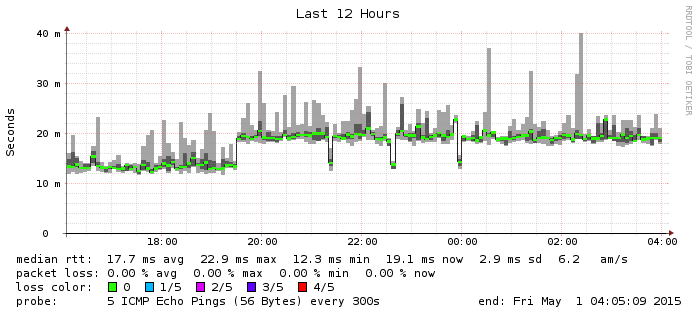 Last 12 Hours
RRDTOOL / TOBI OETIKER
Seconds
40 m
30 m
20 m
10 m
0
18:00 20:00 22:00 00:00 02:00 04:00
median rtt: 17.7 ms avg 22.9 ms max 12.3 ms min 19.1 ms now 2.9 ms sd 6.2 am/s
packet loss: 0.00 % avg 0.00 % max 0.00 % min 0.00 % now
loss color: 0 1/5 2/5 3/5 4/5
probe: 5 ICMP Echo Pings (56 Bytes) every 300s end: Fri May 1 04:05:09 2015